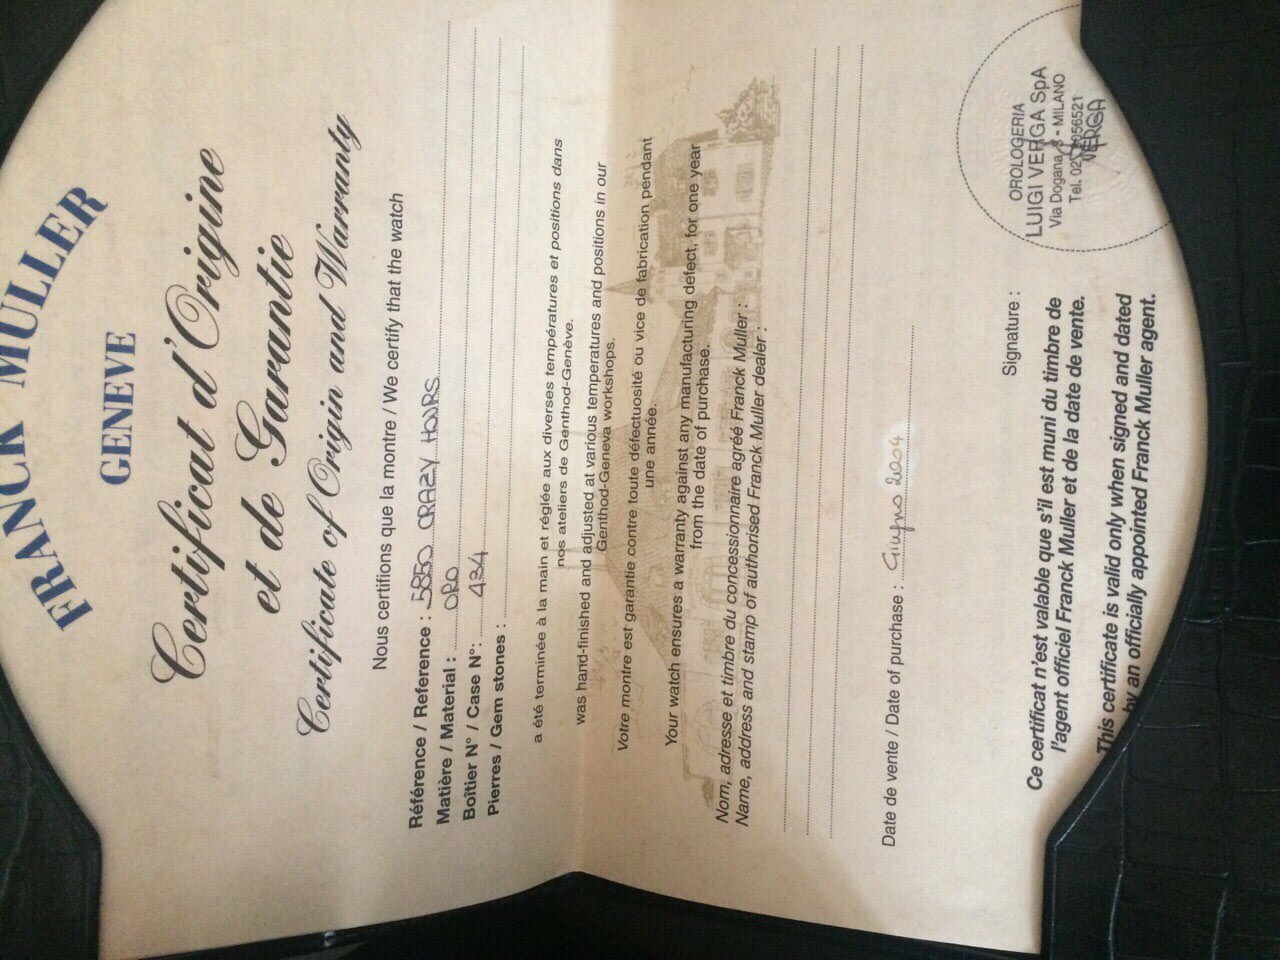 FRANCK MULLER
GENEVE
Certificat d'Origine
et de Garantie
Certificate of Origin and Warranty
Nous certifions que la montre / We certify that the watch
Référence / Reference : 5850 CRAZY HOURS
Matière / Material : ORO
Boîtier N° / Case N°: 434
Pierres / Gem stones :
a été terminée à la main et réglée aux diverses températures et positions dans
nos ateliers de Genthod-Genève.
was hand-finished and adjusted at various temperatures and positions in our
Genthod-Geneva workshops.
Votre montre est garantie contre toute défectuosité ou vice de fabrication pendant
une année.
Your watch ensures a warranty against any manufacturing defect, for one year
from the date of purchase.
Nom, adresse et timbre du concessionnaire agréé Franck Muller :
Name, address and stamp of authorised Franck Muller dealer :
Date de vente / Date of purchase : Giugno 2004
Signature :
OROLOGERIA
LUIGI VERGA SpA
Via Dogana, 8 - MILANO
Tel. 02 8056521
VERGA
Ce certificat n'est valable que s'il est muni du timbre de
l'agent officiel Franck Muller et de la date de vente.
This certificate is valid only when signed and dated
by an officially appointed Franck Muller agent.